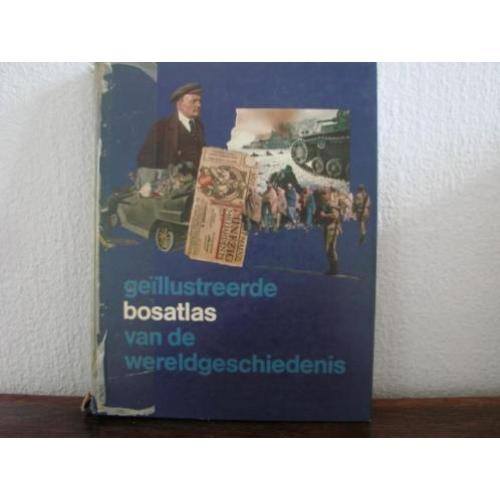 geïllustreerde
bosatlas
van de
wereldgeschiedenis